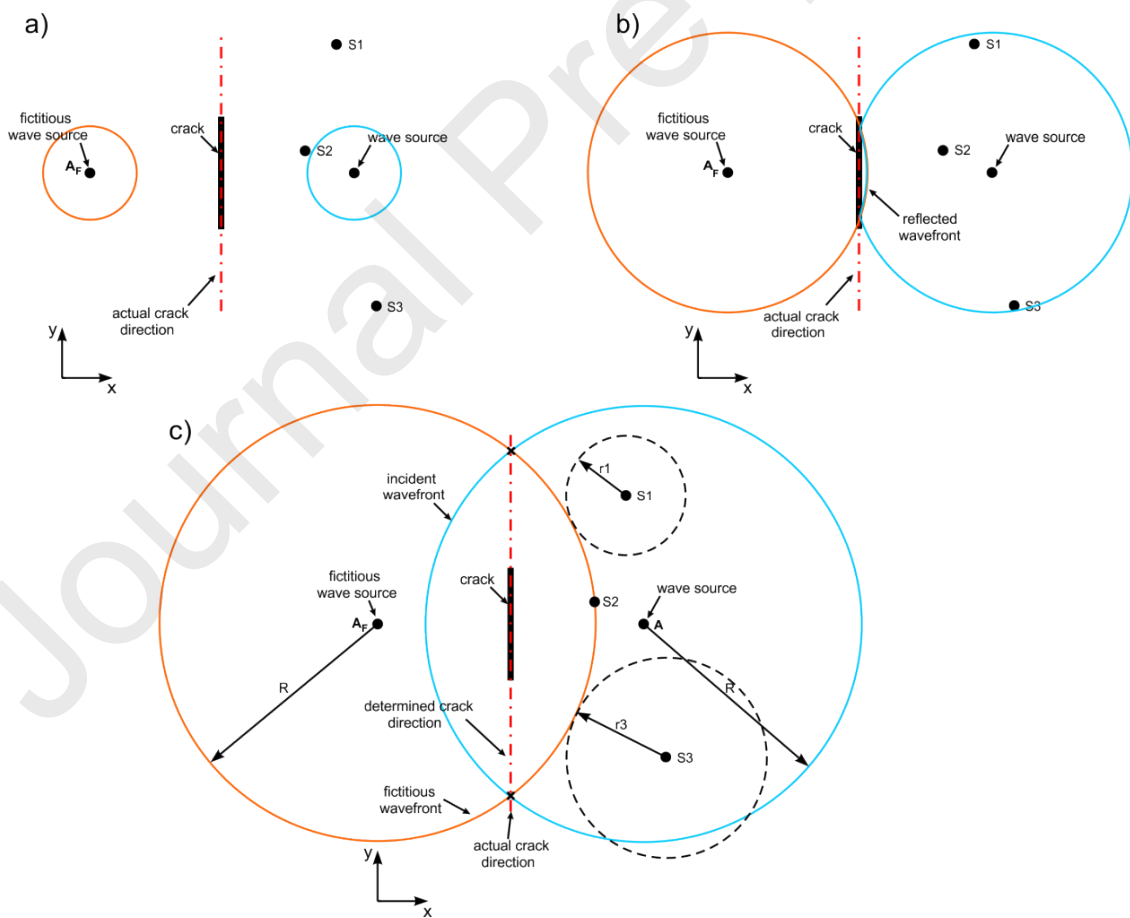 a)
S1
fictitious
wave source
crack
wave source
S2
A_F
actual crack
direction
S3
y
x
b)
S1
fictitious
wave source
crack
wave source
S2
A_F
reflected
wavefront
actual crack
direction
S3
y
x
c)
r1
incident
wavefront
S1
fictitious
wave source
crack
wave source
S2
A_F
A
R
R
determined crack
direction
r3
S3
fictitious
wavefront
actual crack
direction
y
x
Journal Pre